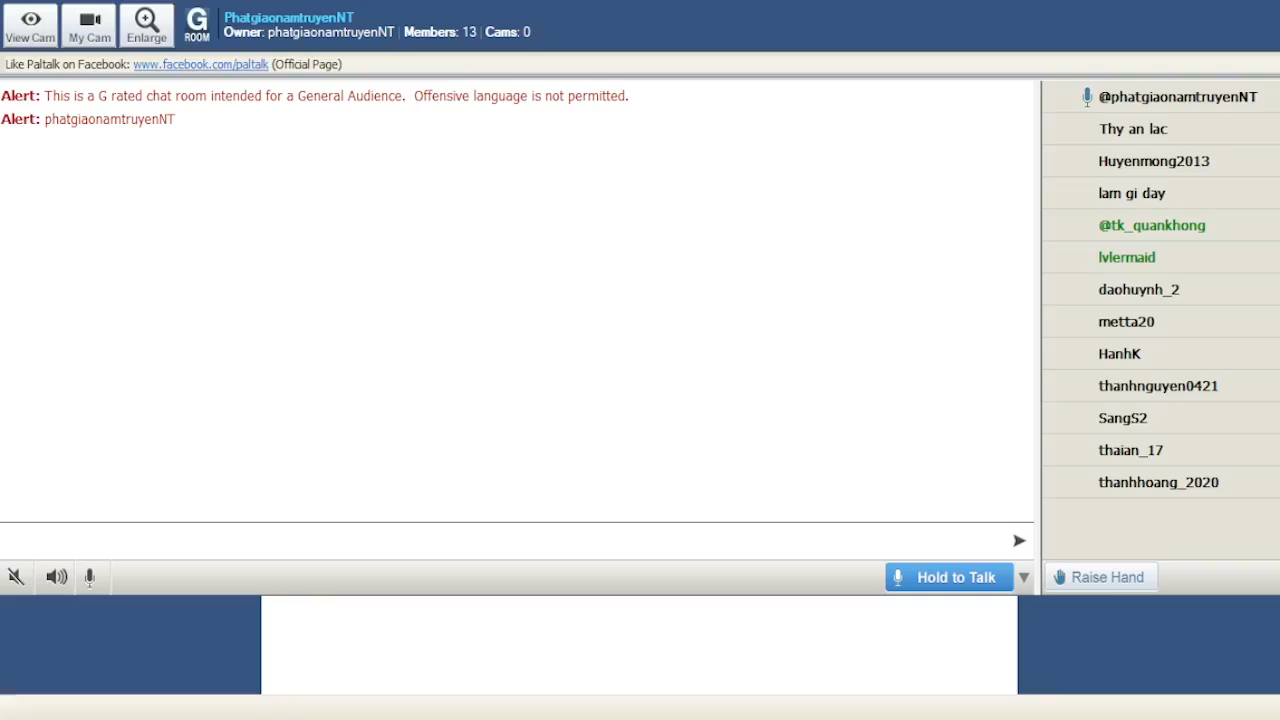 View Cam
My Cam
Enlarge
G
ROOM
PhatgiaonamtruyenNT
Owner: phatgiaonamtruyenNT | Members: 13 | Cams: 0
Like Paltalk on Facebook: www.facebook.com/paltalk (Official Page)
Alert: This is a G rated chat room intended for a General Audience. Offensive language is not permitted.
Alert: phatgiaonamtruyenNT
@phatgiaonamtruyenNT
Thy an lac
Huyenmong2013
lam gi day
@tk_quankhong
lvlermaid
daohuynh_2
metta20
HanhK
thanhnguyen0421
SangS2
thaian_17
thanhhoang_2020
Hold to Talk
Raise Hand